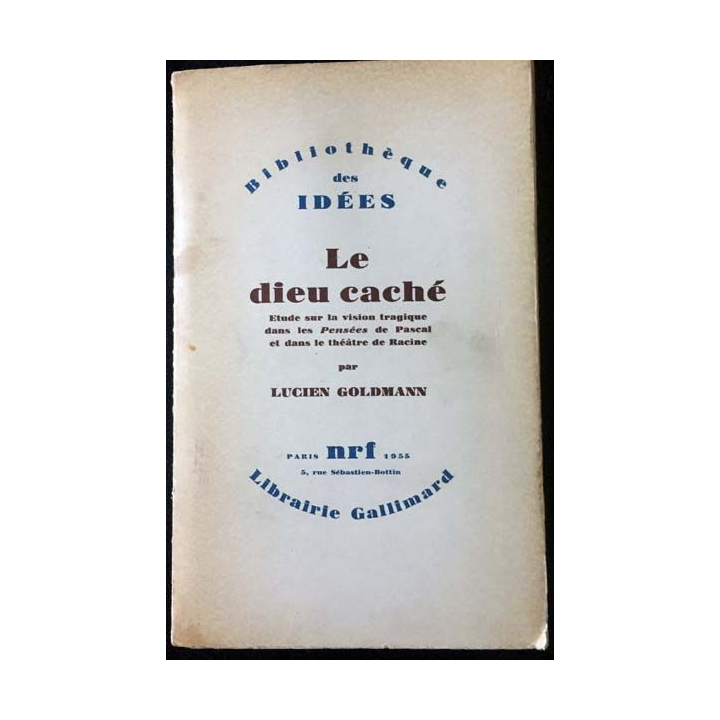 Bibliothèque
des
IDÉES
Le
dieu caché
Etude sur la vision tragique
dans les Pensées de Pascal
et dans le théâtre de Racine
par
LUCIEN GOLDMANN
PARIS nrf 1955
5, rue Sébastien-Bottin
Librairie Gallimard